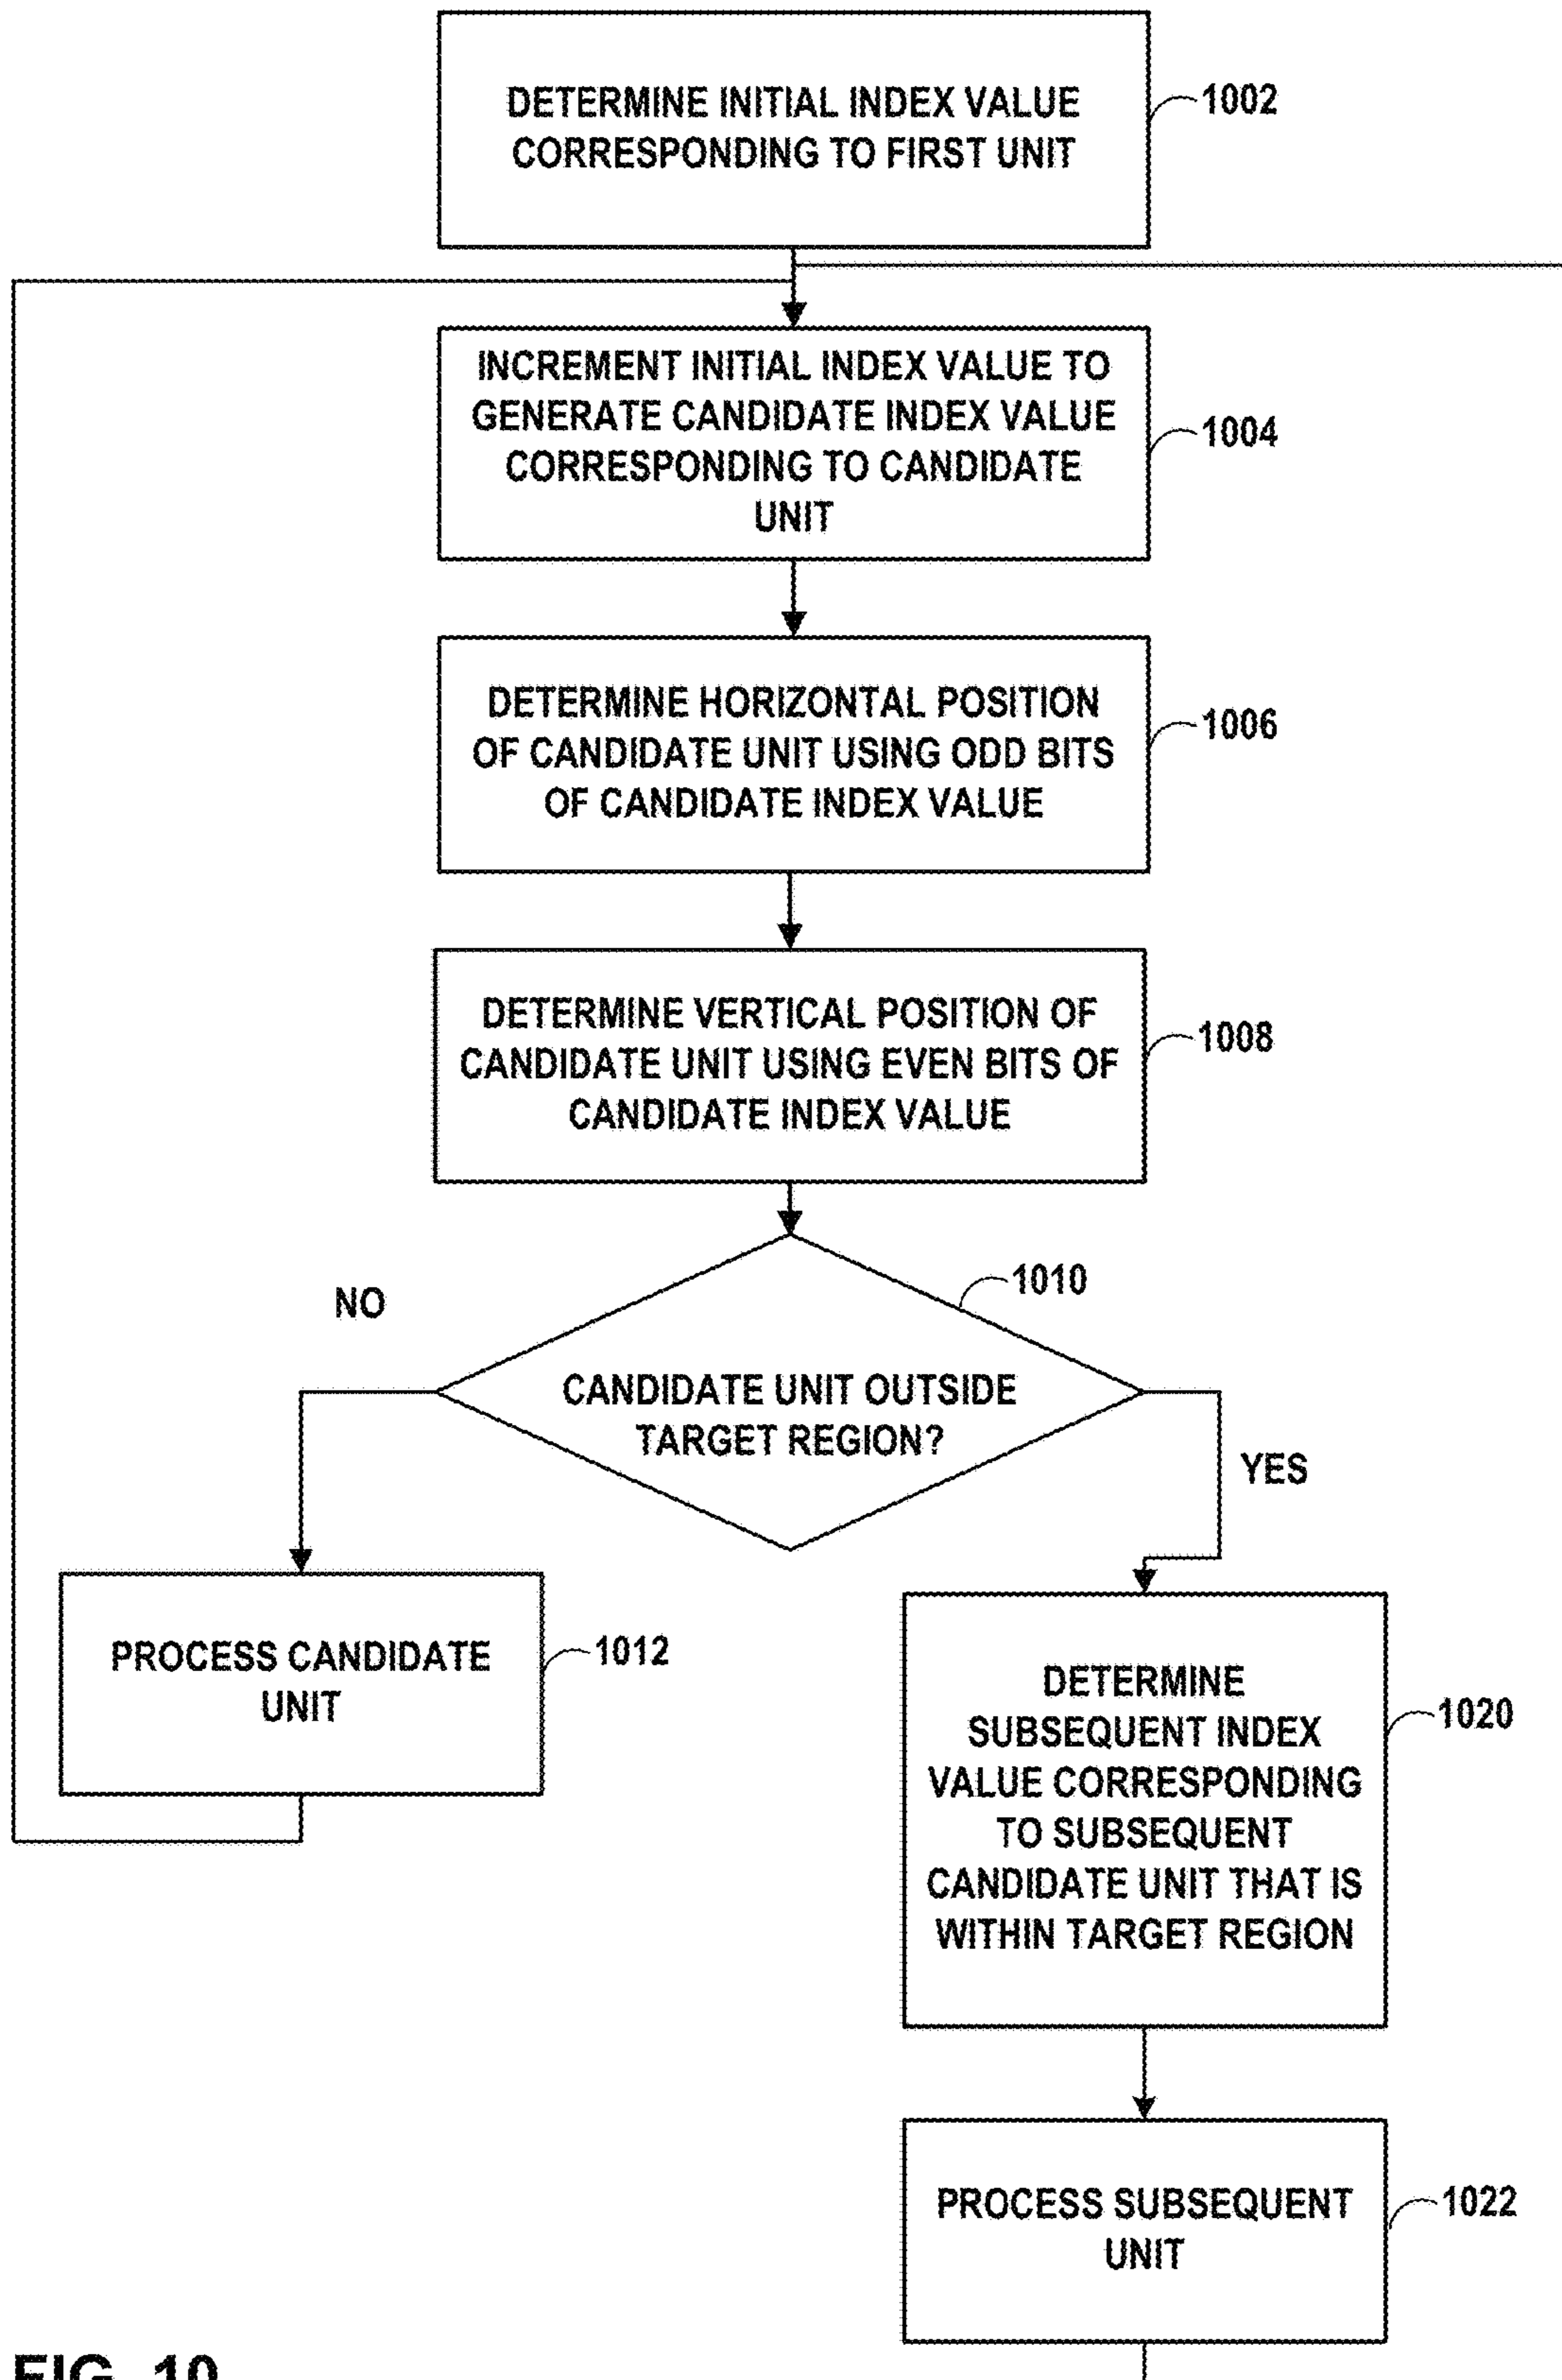 DETERMINE INITIAL INDEX VALUE
CORRESPONDING TO FIRST UNIT
1002
INCREMENT INITIAL INDEX VALUE TO
GENERATE CANDIDATE INDEX VALUE
CORRESPONDING TO CANDIDATE
UNIT
1004
DETERMINE HORIZONTAL POSITION
OF CANDIDATE UNIT USING ODD BITS
OF CANDIDATE INDEX VALUE
1006
DETERMINE VERTICAL POSITION OF
CANDIDATE UNIT USING EVEN BITS OF
CANDIDATE INDEX VALUE
1008
1010
NO
CANDIDATE UNIT OUTSIDE
TARGET REGION?
YES
PROCESS CANDIDATE
UNIT
1012
DETERMINE
SUBSEQUENT INDEX
VALUE CORRESPONDING
TO SUBSEQUENT
CANDIDATE UNIT THAT IS
WITHIN TARGET REGION
1020
PROCESS SUBSEQUENT
UNIT
1022
FIG. 10